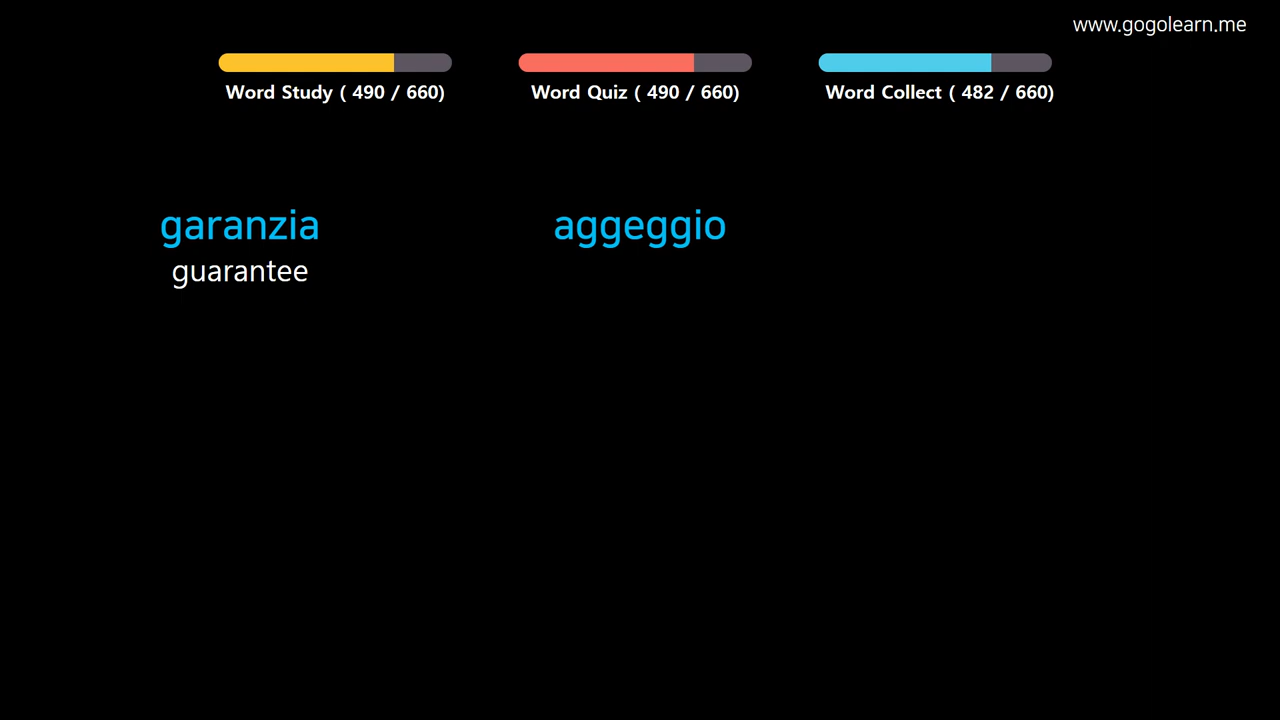 www.gogolearn.me
Word Study ( 490 / 660)
Word Quiz ( 490 / 660)
Word Collect ( 482 / 660)
garanzia
aggeggio
guarantee